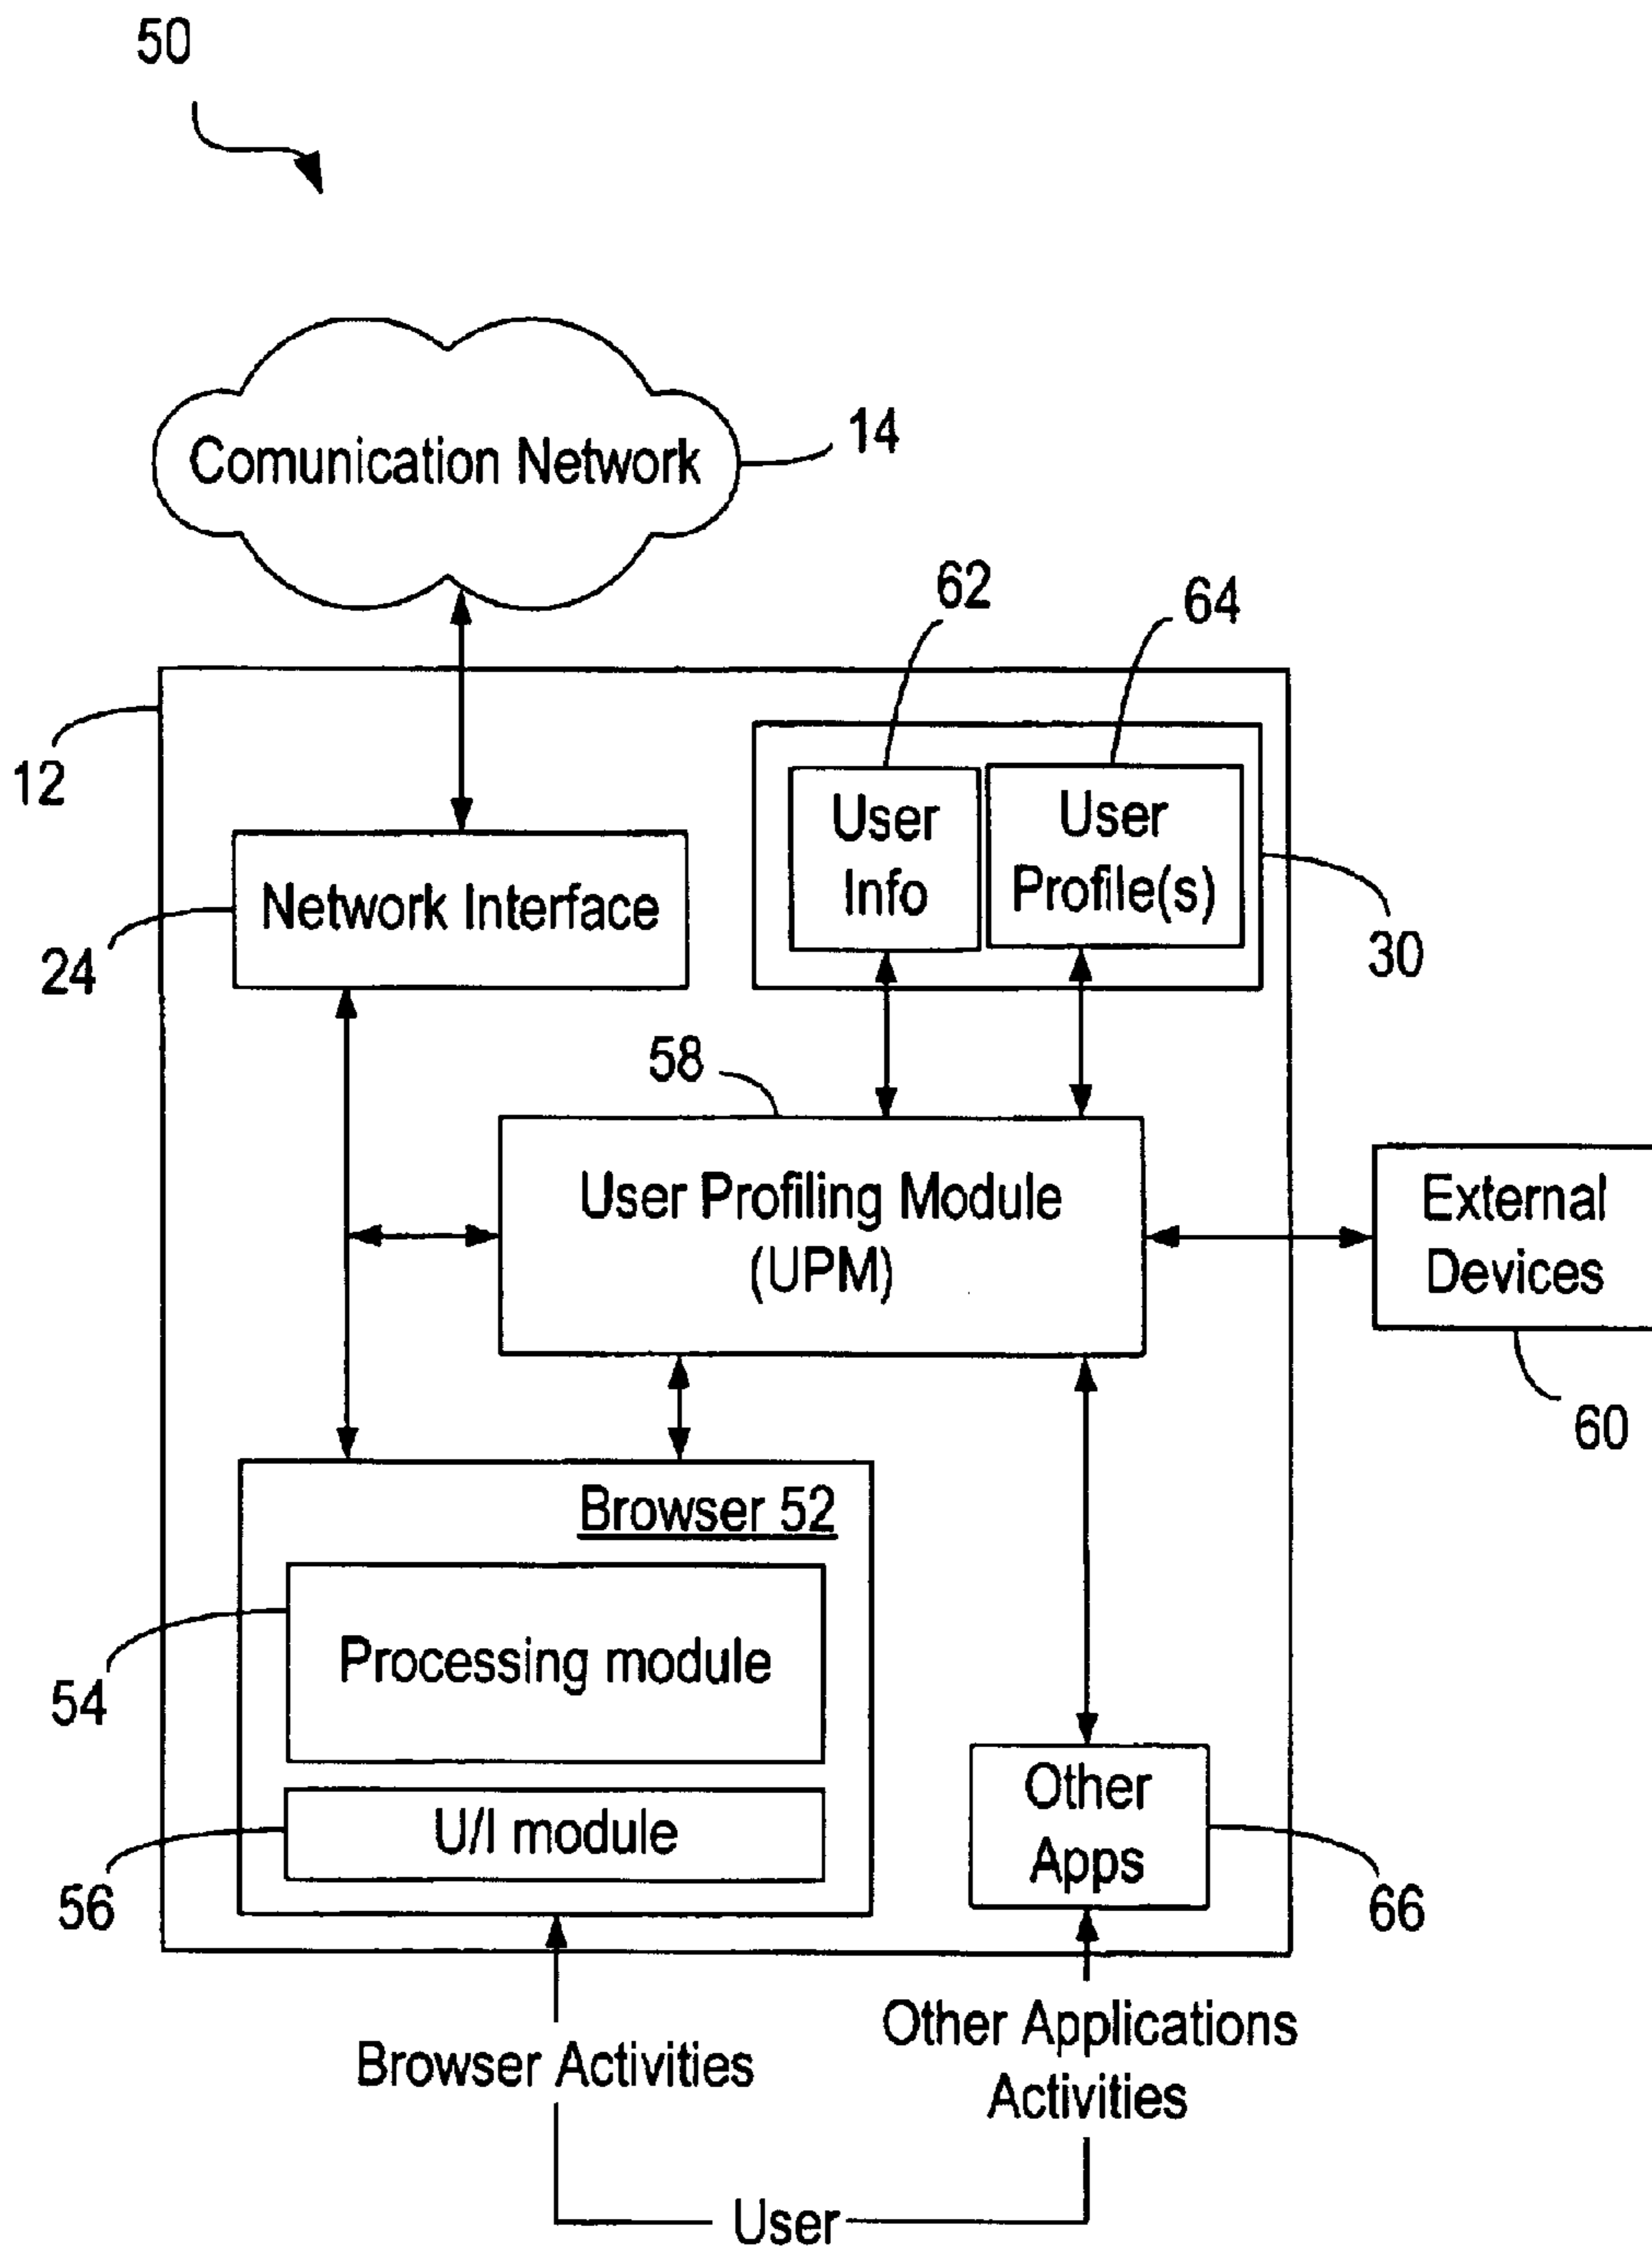 50
Comunication Network
14
62
64
12
User
Info
User
Profile(s)
Network Interface
24
30
58
User Profiling Module
(UPM)
External
Devices
60
Browser 52
Processing module
54
U/I module
56
Other
Apps
66
Browser Activities
Other Applications
Activities
User